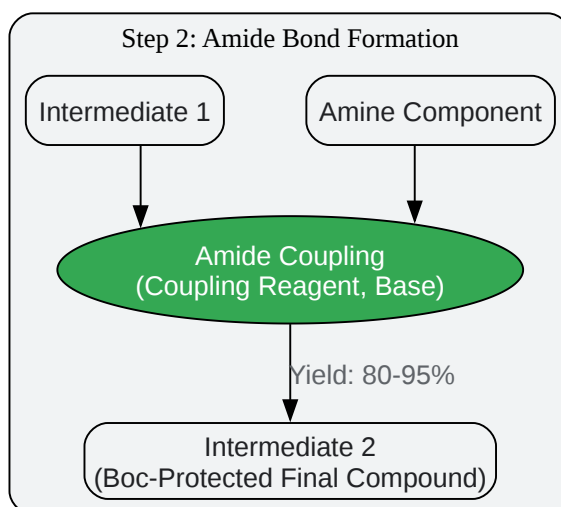 Step 2: Amide Bond Formation
Intermediate 1
Amine Component
Amide Coupling
(Coupling Reagent, Base)
Yield: 80-95%
Intermediate 2
(Boc-Protected Final Compound)